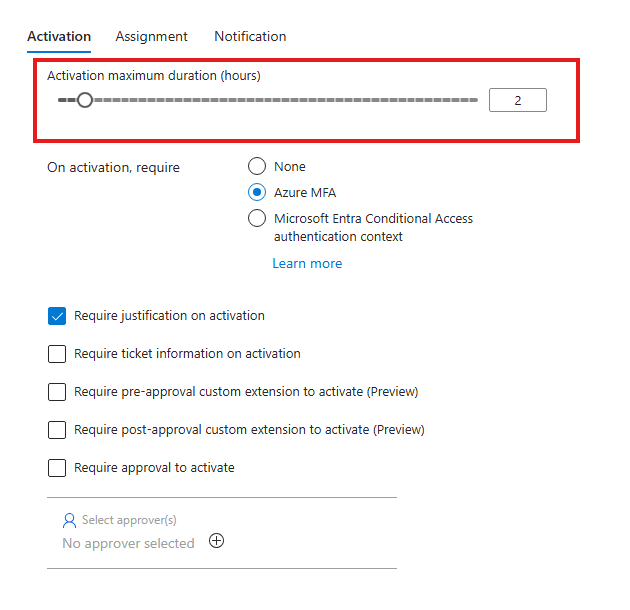 Activation Assignment Notification
Activation maximum duration (hours)
2
On activation, require
None
Azure MFA
Microsoft Entra Conditional Access
authentication context
Learn more
Require justification on activation
Require ticket information on activation
Require pre-approval custom extension to activate (Preview)
Require post-approval custom extension to activate (Preview)
Require approval to activate
Select approver(s)
No approver selected